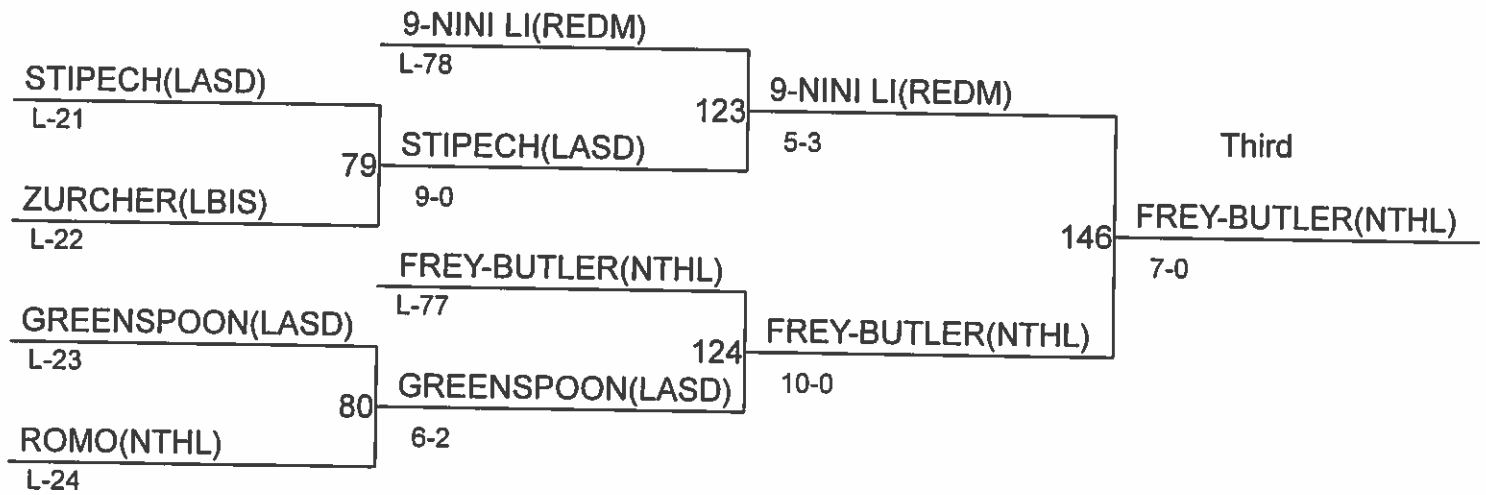 9-NINI LI(REDM)
L-78
STIPECH(LASD)
L-21
123
9-NINI LI(REDM)
5-3
79
STIPECH(LASD)
9-0
Third
ZURCHER(LBIS)
L-22
146
FREY-BUTLER(NTHL)
7-0
FREY-BUTLER(NTHL)
L-77
GREENSPOON(LASD)
L-23
124
FREY-BUTLER(NTHL)
10-0
80
GREENSPOON(LASD)
6-2
ROMO(NTHL)
L-24